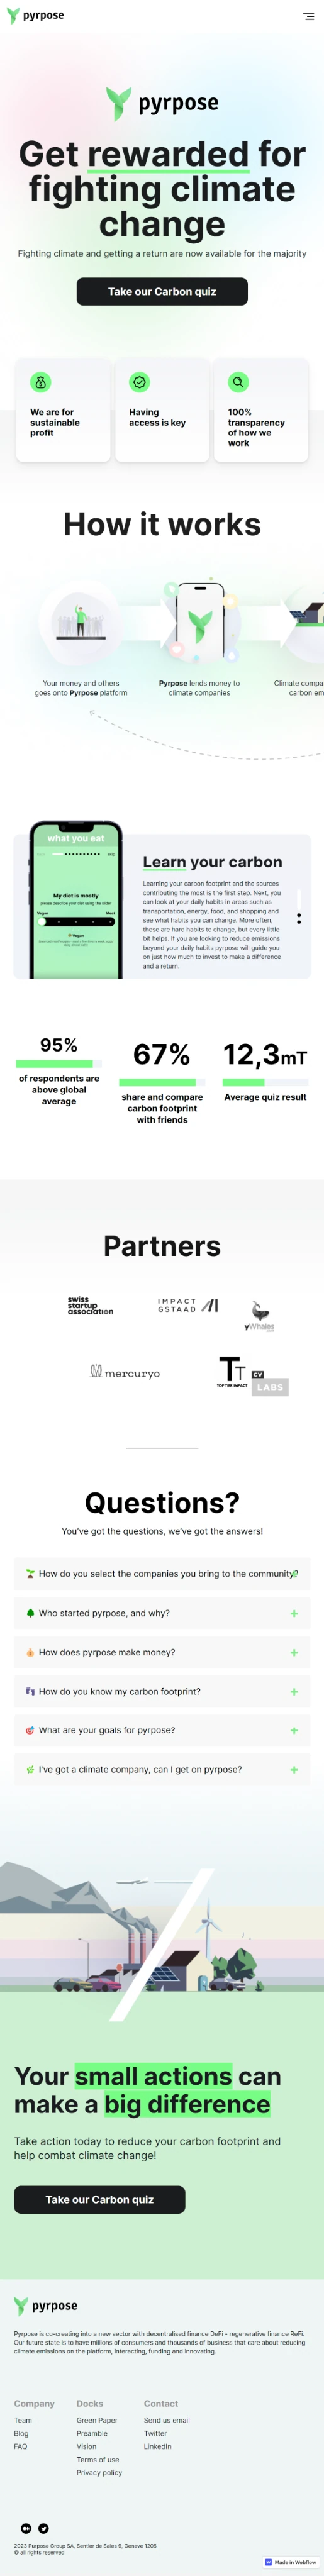 pyrpose
pyrpose
Get rewarded for
fighting climate
change
Fighting climate and getting a return are now available for the majority
Take our Carbon quiz
We are for
sustainable
profit
Having
access is key
100%
transparency
of how we
work
How it works
Your money and others
goes onto Pyrpose platform
Pyrpose lends money to
climate companies
Climate compa
carbon em
what you eat
My diet is mostly
please describe your diet using the slider
Vegan
Meat
Vegan
Learn your carbon
Learning your carbon footprint and the sources
contributing the most is the first step. Next, you
can look at your daily habits in areas such as
transportation, energy, food, and shopping and
see what habits you can change. More often,
these are hard habits to change, but every little
bit helps. If you are looking to reduce emissions
beyond your daily habits pyrpose will guide you
on just how much to invest to make a difference
and a return.
95%
of respondents are
above global
average
67%
share and compare
carbon footprint
with friends
12,3mT
Average quiz result
Partners
swiss
startup
association
IMPACT
GSTAAD
yWhales
mercuryo
TT
TOP TIER IMPACT
CV
LABS
Questions?
You've got the questions, we've got the answers!
How do you select the companies you bring to the community?
Who started pyrpose, and why?
How does pyrpose make money?
How do you know my carbon footprint?
What are your goals for pyrpose?
I've got a climate company, can I get on pyrpose?
Your small actions can
make a big difference
Take action today to reduce your carbon footprint and
help combat climate change!
Take our Carbon quiz
pyrpose
Pyrpose is co-creating into a new sector with decentralised finance DeFi - regenerative finance ReFi.
Our future state is to have millions of consumers and thousands of business that care about reducing
climate emissions on the platform, interacting, funding and innovating.
Company
Team
Blog
FAQ
Docks
Green Paper
Preamble
Vision
Terms of use
Privacy policy
Contact
Send us email
Twitter
LinkedIn
2023 Purpose Group SA, Sentier de Sales 9, Geneve 1205
© all rights reserved
Made in Webflow